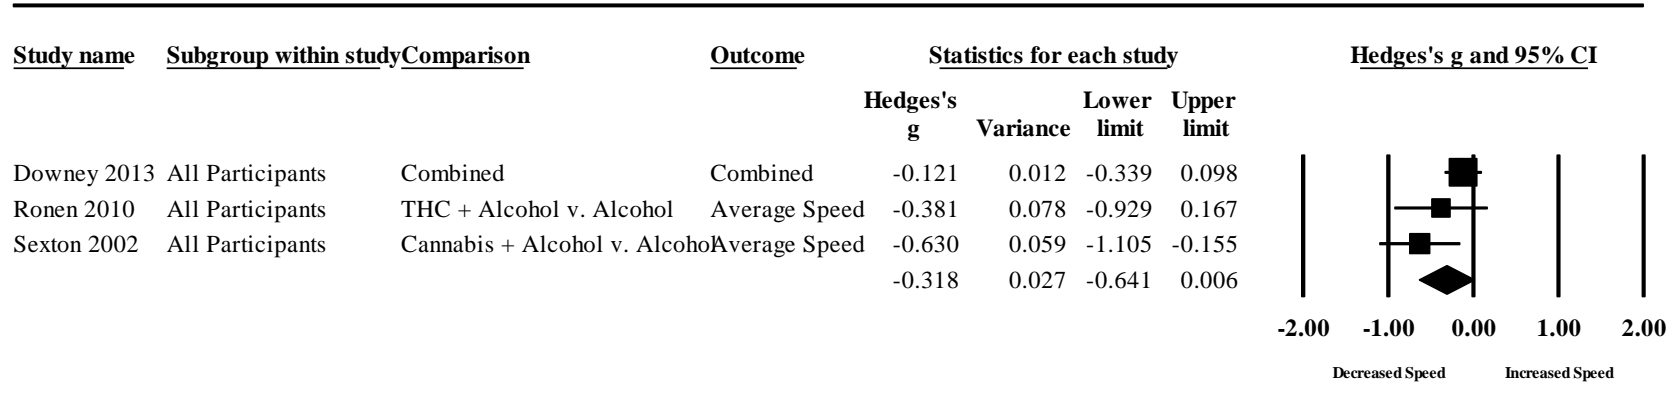 Study name Subgroup within study Comparison Outcome Statistics for each study Hedges's g and 95% CI
Hedges's g Variance Lower limit Upper limit
Downey 2013 All Participants Combined Combined -0.121 0.012 -0.339 0.098
Ronen 2010 All Participants THC + Alcohol v. Alcohol Average Speed -0.381 0.078 -0.929 0.167
Sexton 2002 All Participants Cannabis + Alcohol v. Alcohol Average Speed -0.630 0.059 -1.105 -0.155
-0.318 0.027 -0.641 0.006
-2.00 -1.00 0.00 1.00 2.00
Decreased Speed Increased Speed